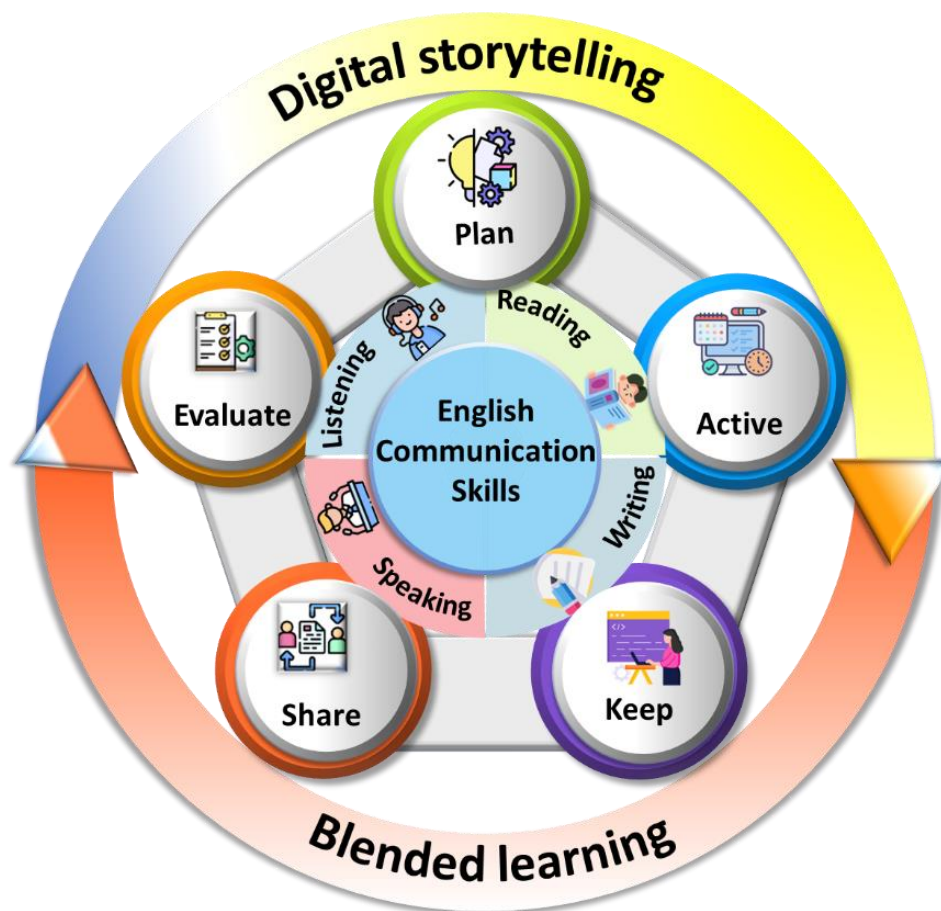 Digital storytelling
Plan
Listening
Reading
Evaluate
English
Communication
Skills
Active
Speaking
Writing
</>
Share
Keep
Blended learning